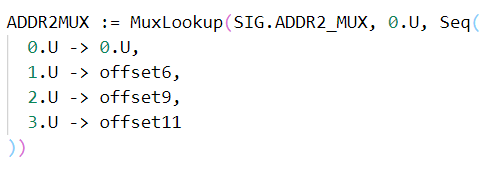 ADDR2MUX := MuxLookup(SIG.ADDR2_MUX, 0.U, Seq(
  0.U -> 0.U,
  1.U -> offset6,
  2.U -> offset9,
  3.U -> offset11
))